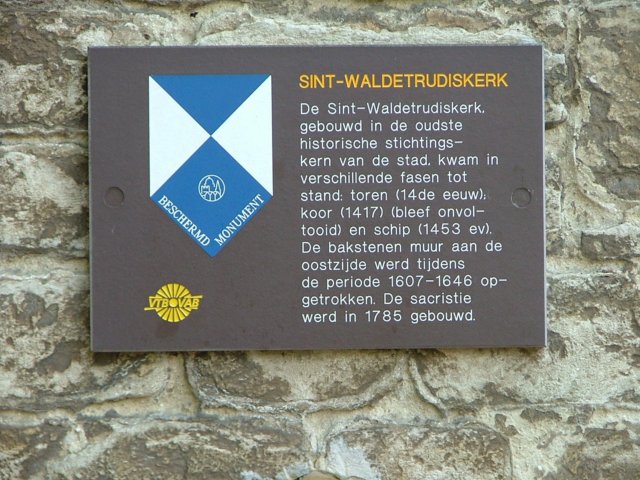 SINT-WALDETRUDISKERK
De Sint-Waldetrudiskerk,
gebouwd in de oudste
historische stichtings-
kern van de stad, kwam in
verschillende fasen tot
stand: toren (14de eeuw);
koor (1417) (bleef onvol-
tooid) en schip (1453 ev).
De bakstenen muur aan de
oostzijde werd tijdens
de periode 1607-1646 op-
getrokken. De sacristie
werd in 1785 gebouwd.
BESCHERMD
MONUMENT
VTB VAB